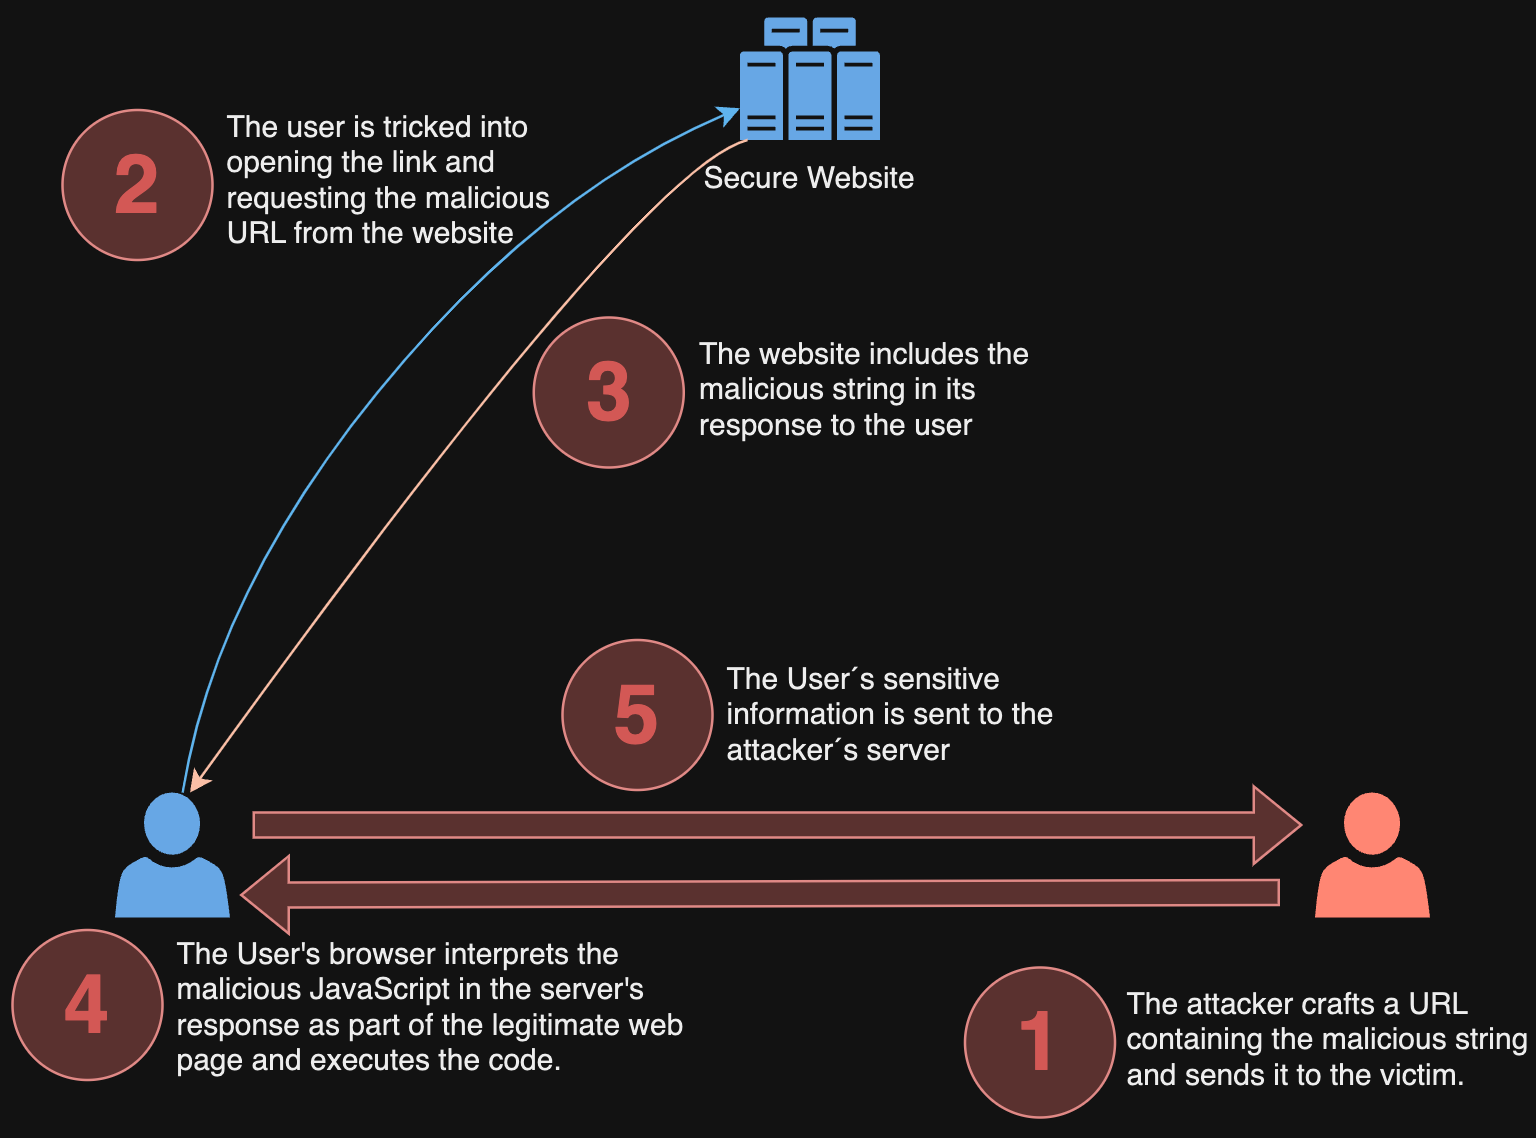 Secure Website
2
The user is tricked into
opening the link and
requesting the malicious
URL from the website
3
The website includes the
malicious string in its
response to the user
5
The User´s sensitive
information is sent to the
attacker´s server
4
The User's browser interprets the
malicious JavaScript in the server's
response as part of the legitimate web
page and executes the code.
1
The attacker crafts a URL
containing the malicious string
and sends it to the victim.